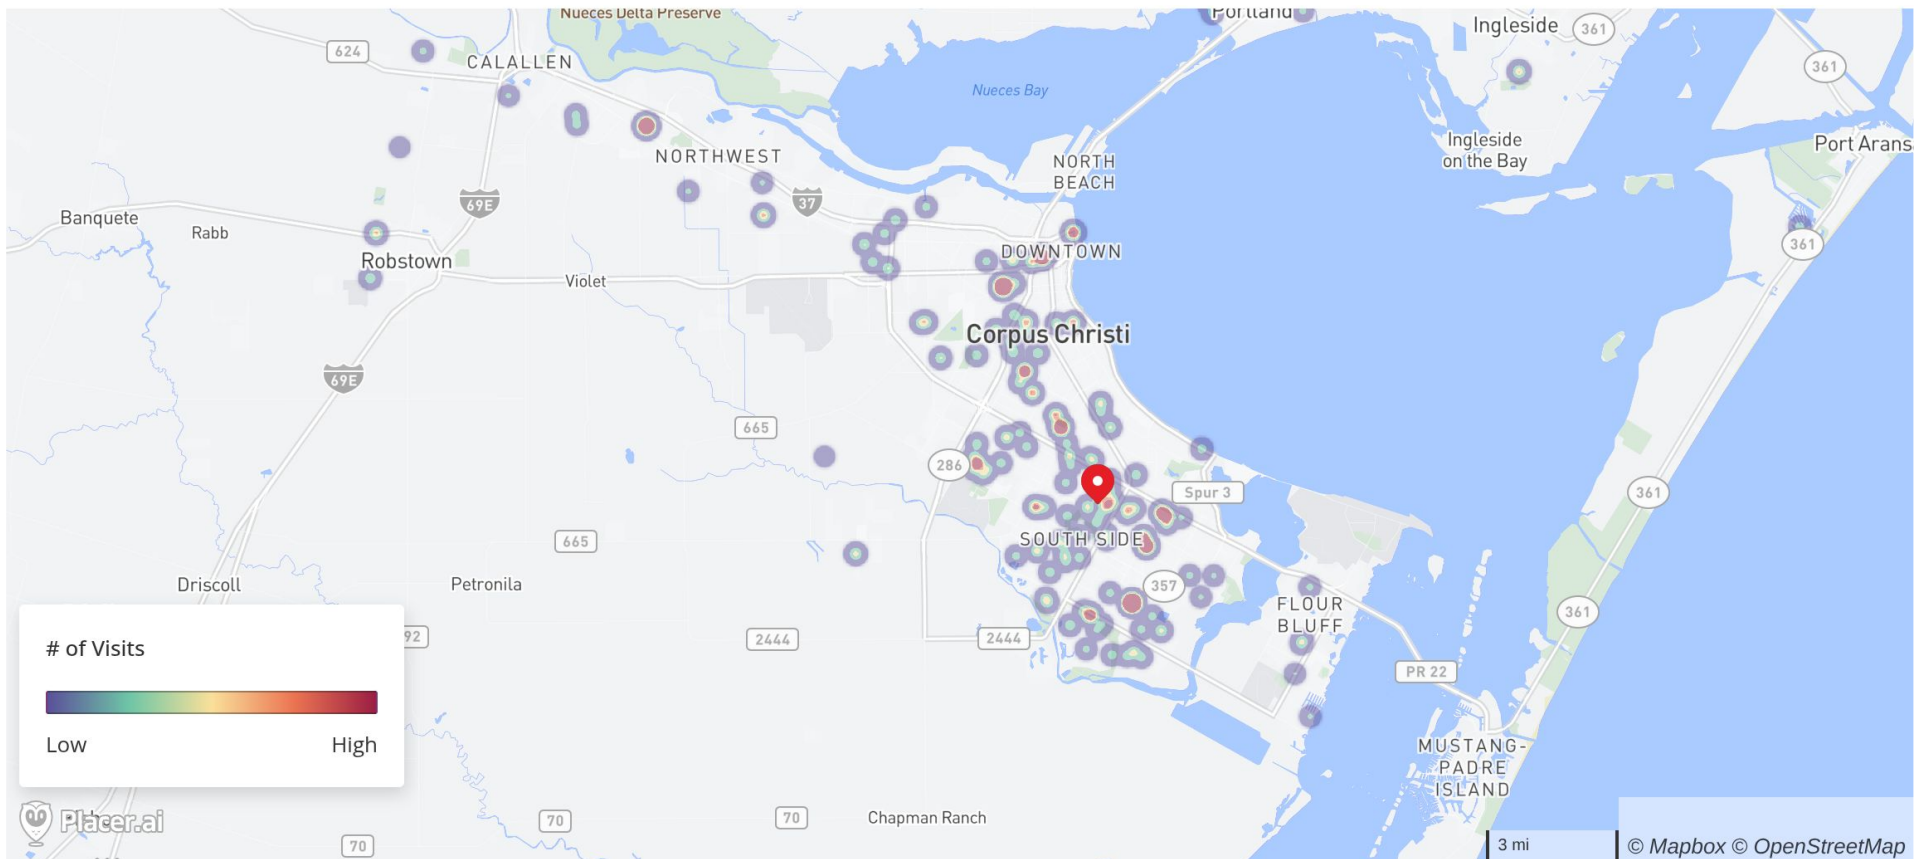 Nueces Delta Preserve
Portland
Ingleside
361
624
CALALLEN
361
Nueces Bay
Ingleside
on the Bay
Port Arans
NORTHWEST
NORTH
BEACH
69E
37
Banquete
Rabb
361
DOWNTOWN
Robstown
Violet
Corpus Christi
69E
665
286
Spur 3
361
665
SOUTH SIDE
Driscoll
Petronila
357
FLOUR
BLUFF
361
92
2444
2444
# of Visits
PR 22
Low
High
MUSTANG-
PADRE
ISLAND
Placer.ai
70
70
Chapman Ranch
70
3 mi
© Mapbox © OpenStreetMap